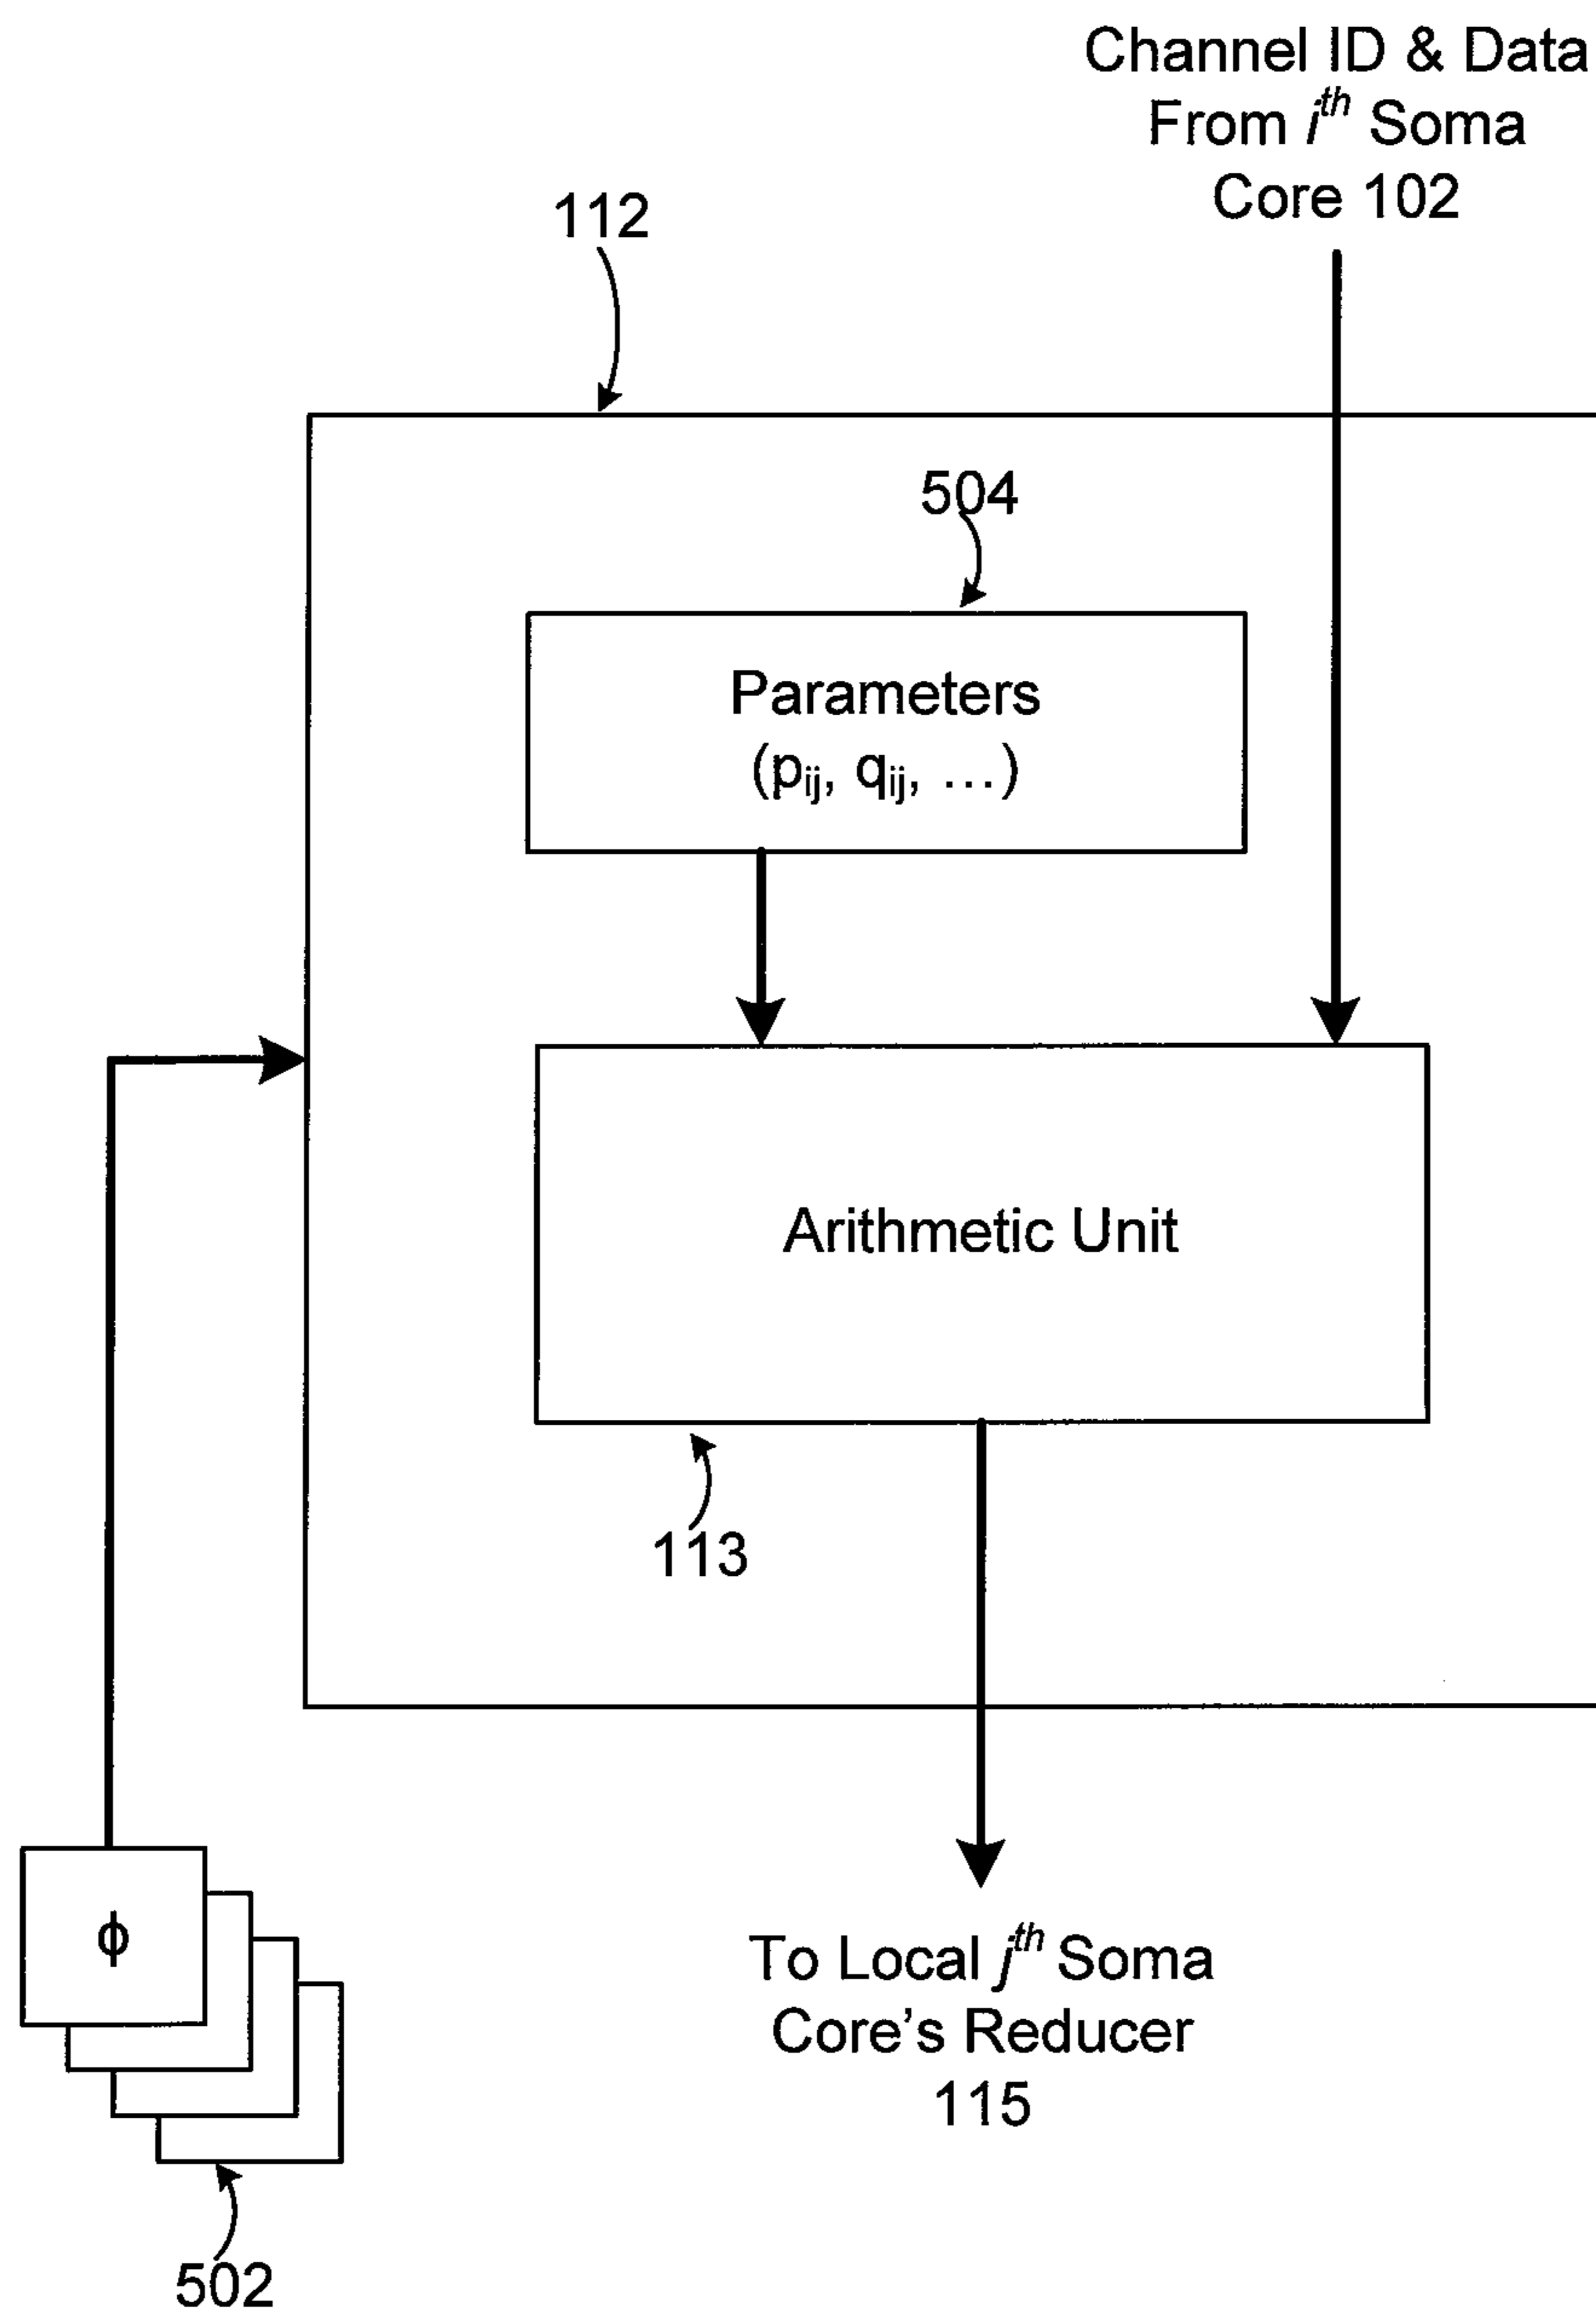 Channel ID & Data
From i^th Soma
Core 102
112
504
Parameters
(p_ij, q_ij, …)
Arithmetic Unit
113
ϕ
To Local j^th Soma
Core’s Reducer
115
502